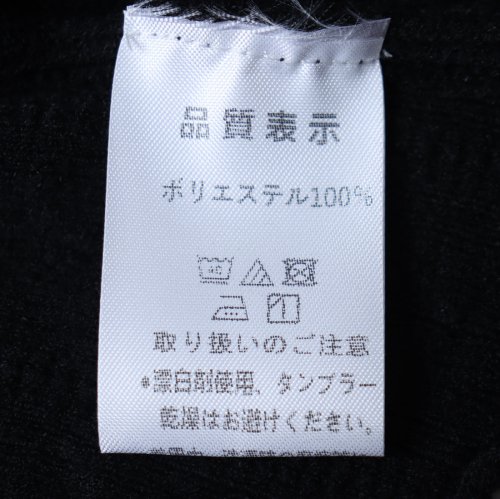 品質表示
ポリエステル100%
40
取り扱いのご注意
•漂白剤使用、タンブラー
乾燥はお避けください。